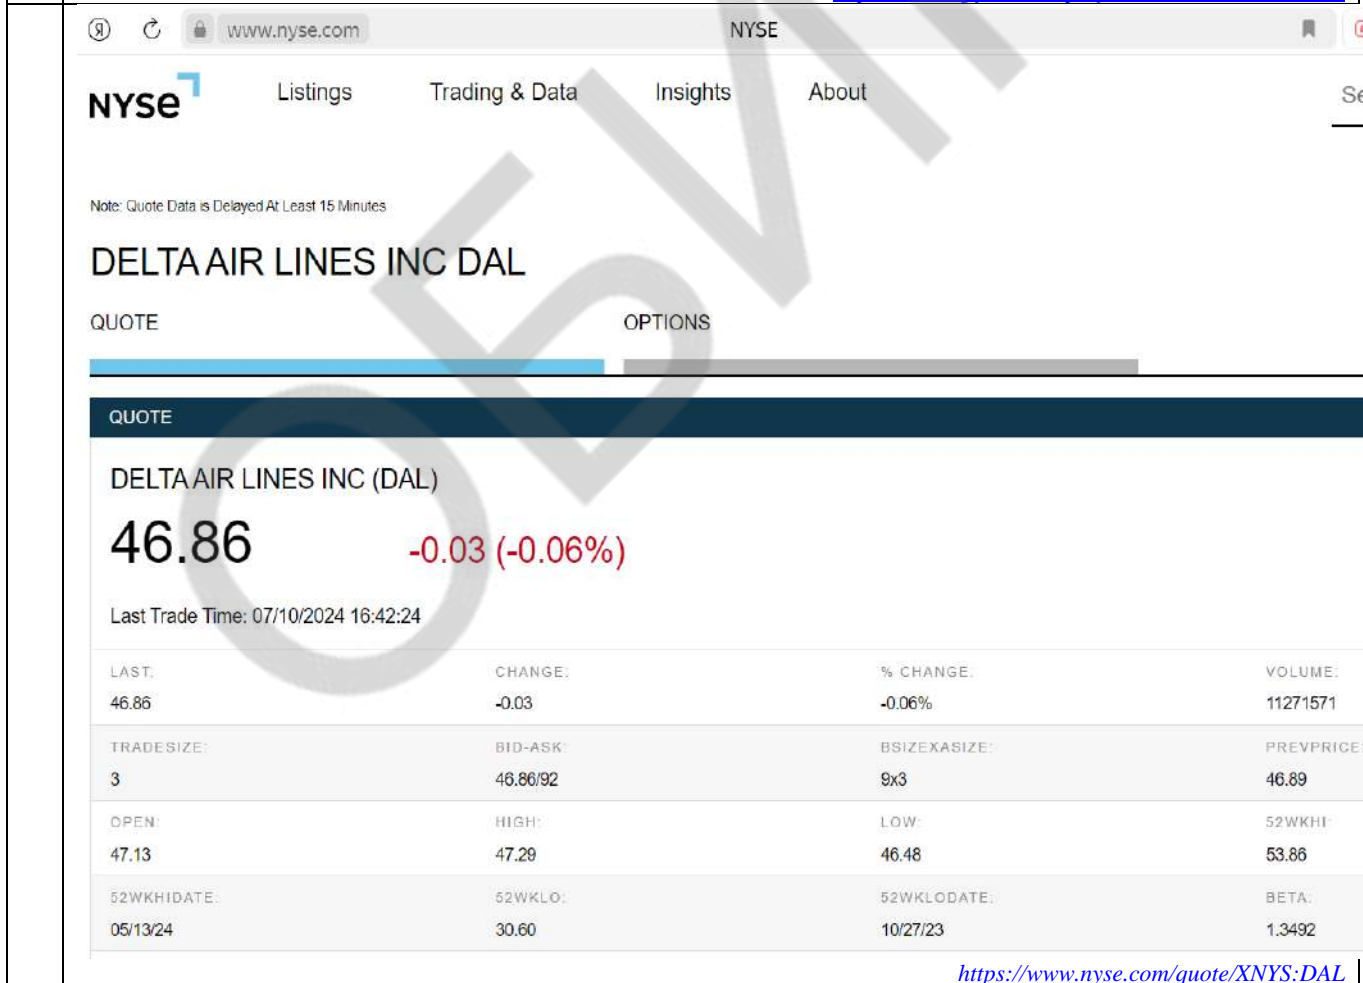 Я www.nyse.com NYSE
NYSE Listings Trading & Data Insights About Se
Note: Quote Data is Delayed At Least 15 Minutes
DELTA AIR LINES INC DAL
QUOTE OPTIONS
QUOTE
DELTA AIR LINES INC (DAL)
46.86 -0.03 (-0.06%)
Last Trade Time: 07/10/2024 16:42:24
LAST: CHANGE: % CHANGE: VOLUME:
46.86 -0.03 -0.06% 11271571
TRADESIZE: BID-ASK: BSIZEXASIZE: PREVPRICE:
3 46.86/92 9x3 46.89
OPEN: HIGH: LOW: 52WKHI:
47.13 47.29 46.48 53.86
52WKHIDATE: 52WKLO: 52WKLODATE: BETA:
05/13/24 30.60 10/27/23 1.3492
https://www.nyse.com/quote/XNYS:DAL